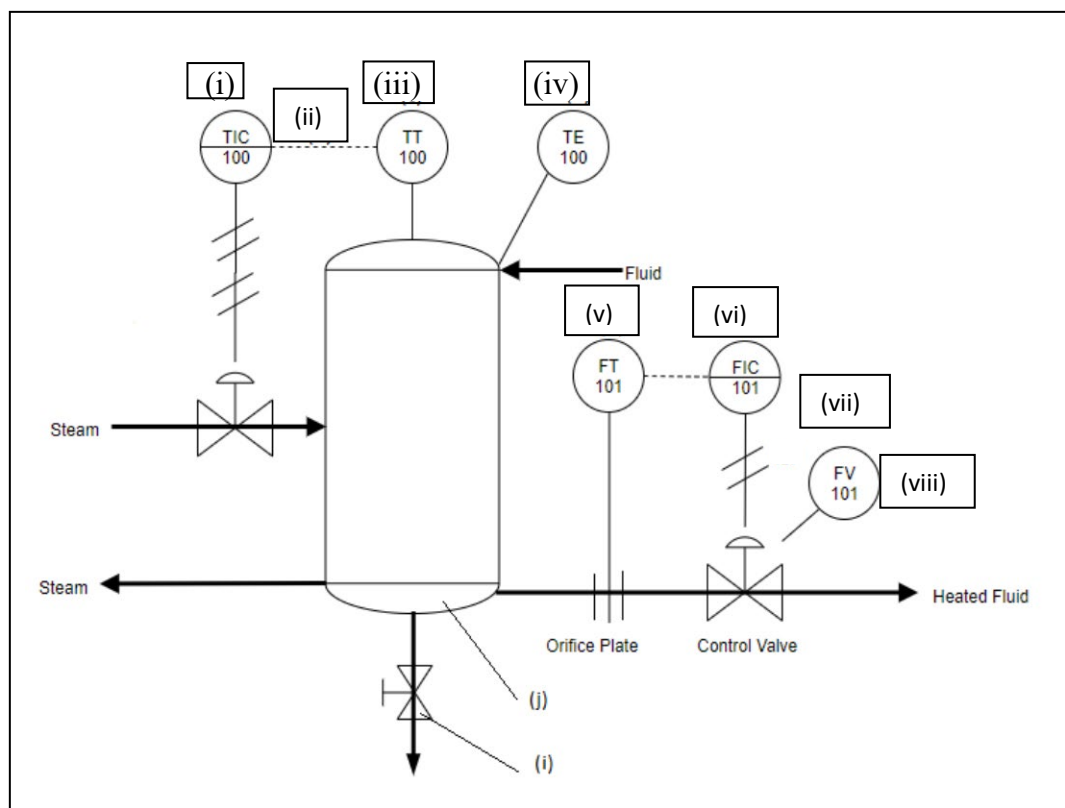 (i)
(ii)
(iii)
(iv)
TIC
100
TT
100
TE
100
Fluid
(v)
(vi)
FT
101
FIC
101
(vii)
Steam
FV
101
(viii)
Steam
Heated Fluid
Orifice Plate
Control Valve
(j)
(i)